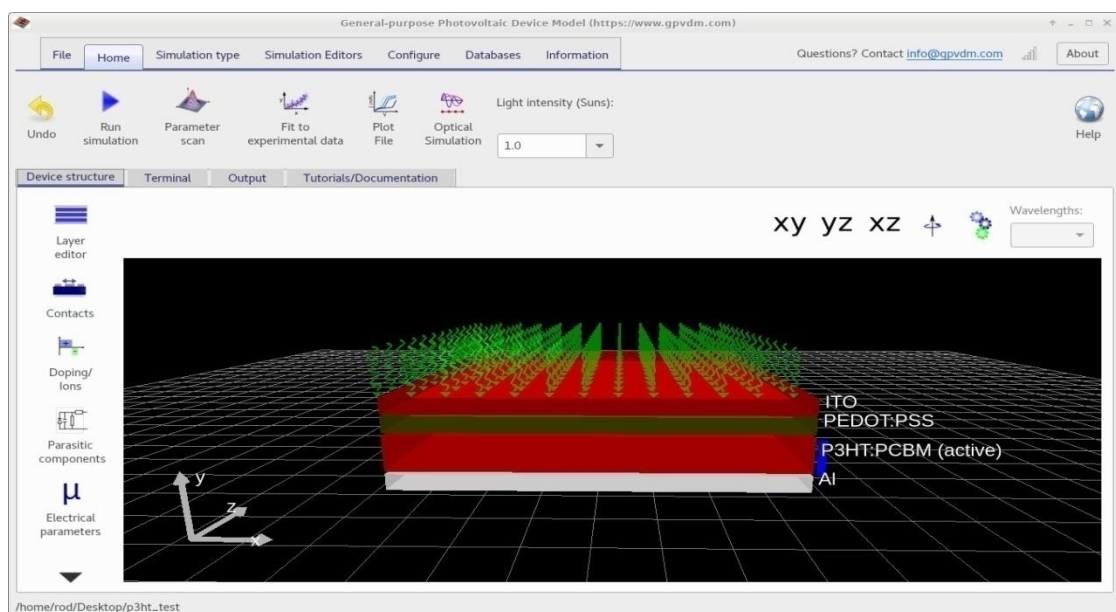 General-purpose Photovoltaic Device Model (https://www.gpvdm.com)
File Home Simulation type Simulation Editors Configure Databases Information
Questions? Contact info@gpvdm.com About
Undo
Run
simulation
Parameter
scan
Fit to
experimental data
Plot
File
Optical
Simulation
Light intensity (Suns):
1.0
Help
Device structure Terminal Output Tutorials/Documentation
Layer
editor
Contacts
Doping/
Ions
Parasitic
components
μ
Electrical
parameters
xy yz xz
Wavelengths:
ITO
PEDOT:PSS
P3HT:PCBM (active)
Al
y
z
x
/home/rod/Desktop/p3ht_test